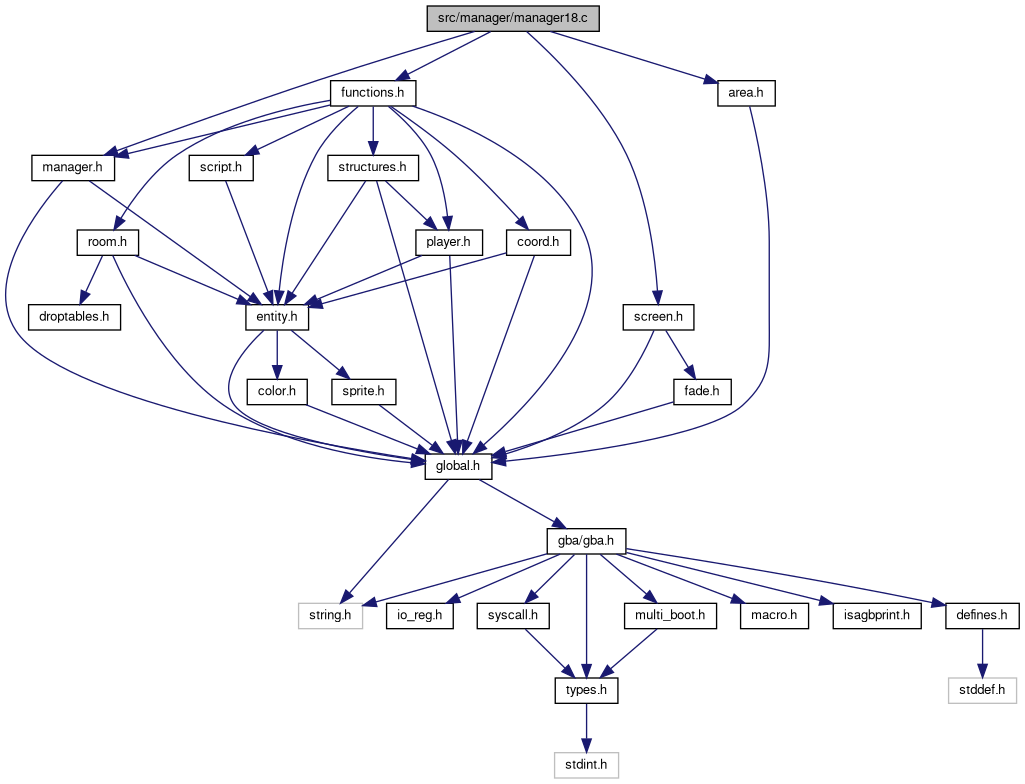 src/manager/manager18.c
functions.h
area.h
manager.h
script.h
structures.h
room.h
player.h
coord.h
droptables.h
entity.h
screen.h
color.h
sprite.h
fade.h
global.h
gba/gba.h
string.h
io_reg.h
syscall.h
multi_boot.h
macro.h
isagbprint.h
defines.h
types.h
stddef.h
stdint.h